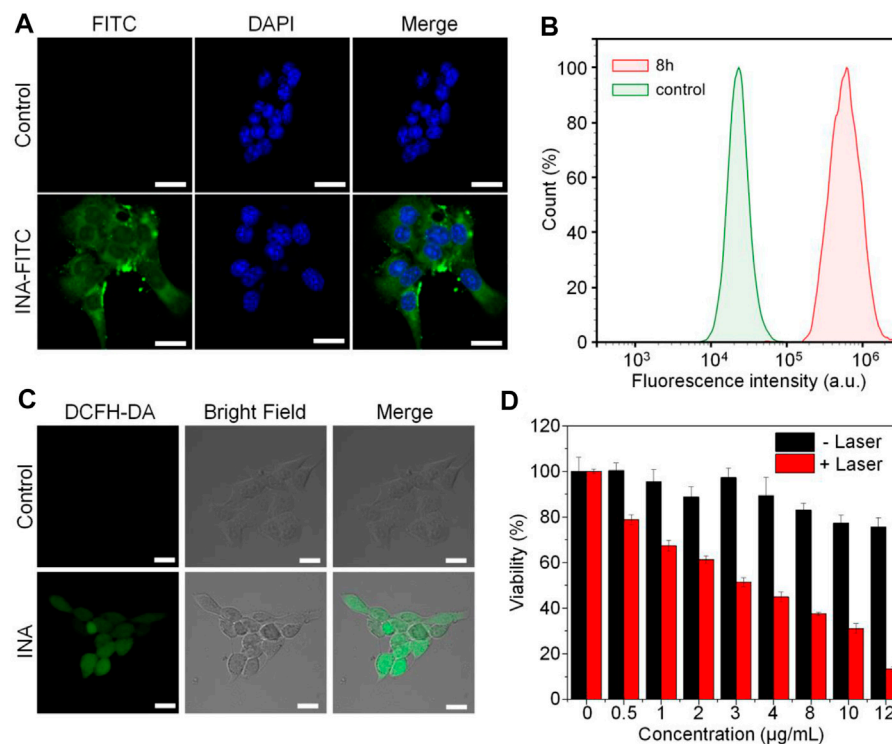 A
FITC
DAPI
Merge
Control
INA-FITC
B
8h
control
Count (%)
100
80
60
40
20
0
10³
10⁴
10⁵
10⁶
Fluorescence intensity (a.u.)
C
DCFH-DA
Bright Field
Merge
Control
INA
D
- Laser
+ Laser
Viability (%)
120
100
80
60
40
20
0
0
0.5
1
2
3
4
8
10
12
Concentration (μg/mL)